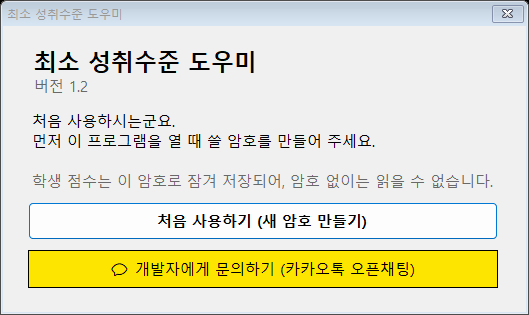 최소 성취수준 도우미
최소 성취수준 도우미
버전 1.2
처음 사용하시는군요.
먼저 이 프로그램을 열 때 쓸 암호를 만들어 주세요.
학생 점수는 이 암호로 잠겨 저장되어, 암호 없이는 읽을 수 없습니다.
처음 사용하기 (새 암호 만들기)
개발자에게 문의하기 (카카오톡 오픈채팅)